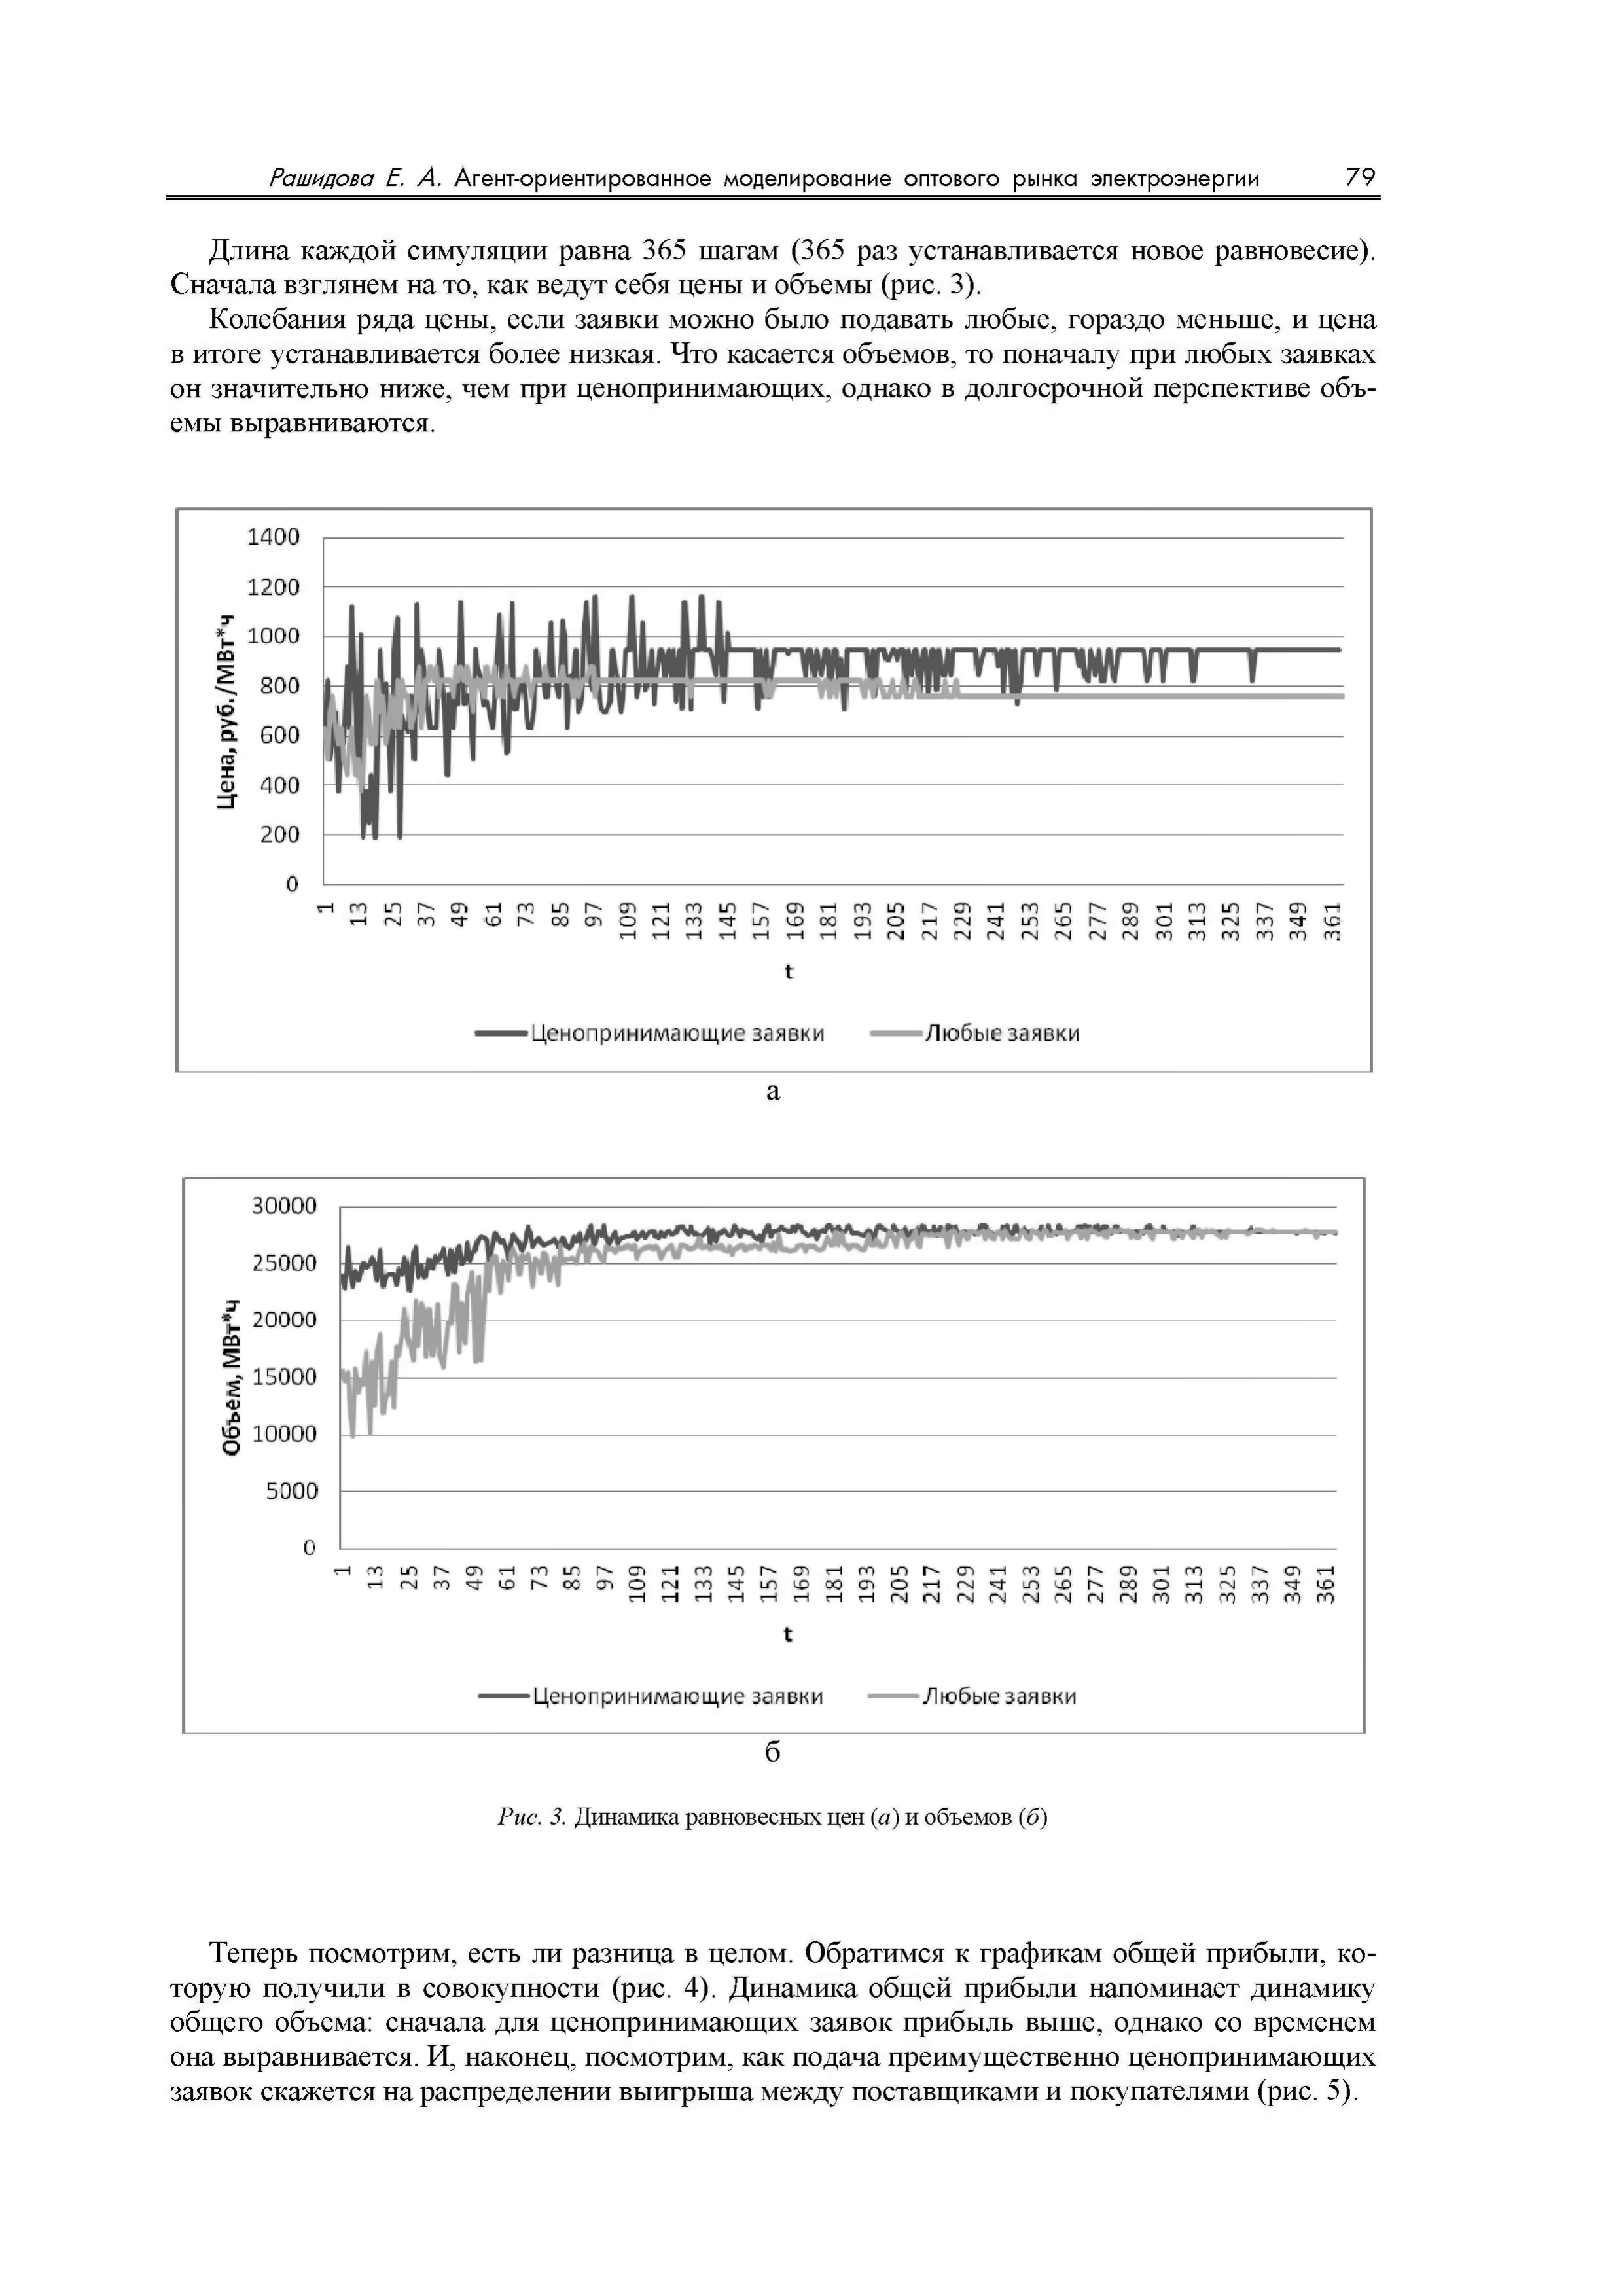 Рашидова Е. А. Агент-ориентированное моделирование оптового рынка электроэнергии 79
Длина каждой симуляции равна 365 шагам (365 раз устанавливается новое равновесие).
Сначала взглянем на то, как ведут себя цены и объемы (рис. 3).
Колебания ряда цены, если заявки можно было подавать любые, гораздо меньше, и цена
в итоге устанавливается более низкая. Что касается объемов, то поначалу при любых заявках
он значительно ниже, чем при ценопринимающих, однако в долгосрочной перспективе объ-
емы выравниваются.
Цена, руб./МВт*ч
1400
1200
1000
800
600
400
200
0
1 13 25 37 49 61 73 85 97 109 121 133 145 157 169 181 193 205 217 229 241 253 265 277 289 301 313 325 337 349 361
t
Ценопринимающие заявки Любые заявки
а
Объем, МВт*ч
30000
25000
20000
15000
10000
5000
0
1 13 25 37 49 61 73 85 97 109 121 133 145 157 169 181 193 205 217 229 241 253 265 277 289 301 313 325 337 349 361
t
Ценопринимающие заявки Любые заявки
б
Рис. 3. Динамика равновесных цен (а) и объемов (б)
Теперь посмотрим, есть ли разница в целом. Обратимся к графикам общей прибыли, ко-
торую получили в совокупности (рис. 4). Динамика общей прибыли напоминает динамику
общего объема: сначала для ценопринимающих заявок прибыль выше, однако со временем
она выравнивается. И, наконец, посмотрим, как подача преимущественно ценопринимающих
заявок скажется на распределении выигрыша между поставщиками и покупателями (рис. 5).